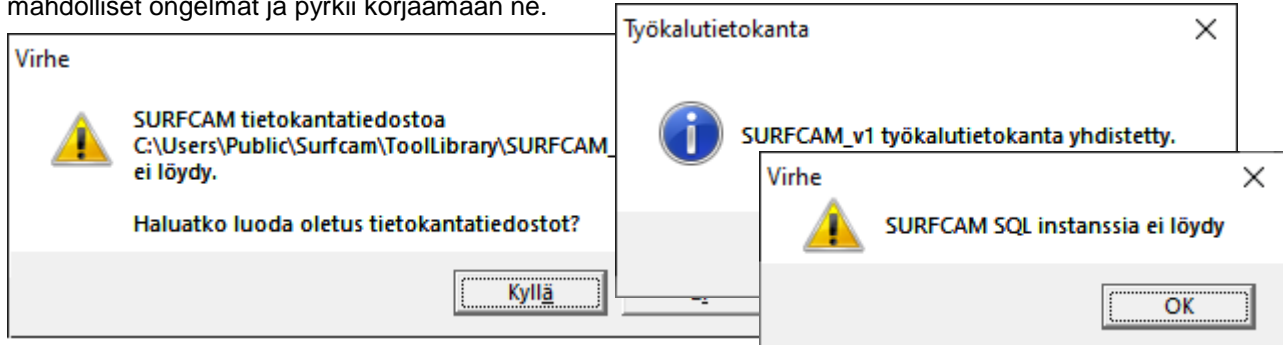 mahdolliset ongelmat ja pyrkii korjaamaan ne.
Virhe
SURFCAM tietokantatiedostoa
C:\Users\Public\Surfcam\ToolLibrary\SURFCAM_
ei löydy.
Haluatko luoda oletus tietokantatiedostot?
Kyllä
Työkalutietokanta
SURFCAM_v1 työkalutietokanta yhdistetty.
Virhe
SURFCAM SQL instanssia ei löydy
OK